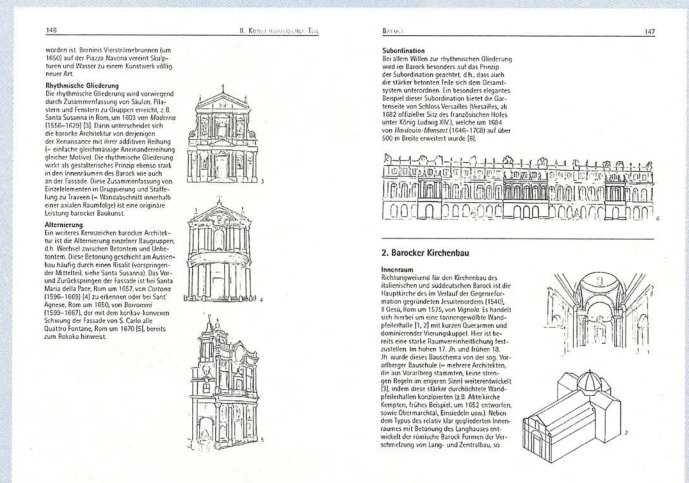 146
II. KUNSTHISTORISCHER TEIL
worden ist. Berninis Vierströmebrunnen (um
1650) auf der Piazza Navona vereint Skulp-
turen und Wasser zu einem Kunstwerk völlig
neuer Art.
Rhythmische Gliederung
Die rhythmische Gliederung wird vorwiegend
durch Zusammenfassung von Säulen, Pila-
stern und Fenstern zu Gruppen erreicht, z.B.
Santa Susanna in Rom, um 1603 von Maderna
(1556–1629) [3]. Darin unterscheidet sich
die barocke Architektur von derjenigen
der Renaissance mit ihrer additiven Reihung
(= einfache gleichmässige Aneinanderreihung
gleicher Motive). Die rhythmische Gliederung
wirkt als gestalterisches Prinzip ebenso stark
in den Innenräumen des Barock wie auch
an der Fassade. Diese Zusammenfassung von
Einzelelementen in Gruppierung und Staffe-
lung zu Traveen (= Wandabschnitt innerhalb
einer axialen Raumfolge) ist eine originäre
Leistung barocker Baukunst.
Alternierung
Ein weiteres Kennzeichen barocker Architek-
tur ist die Alternierung einzelner Baugruppen,
d.h. Wechsel zwischen Betontem und Unbe-
tontem. Diese Betonung geschieht am Aussen-
bau häufig durch einen Risalit (vorspringen-
der Mittelteil, siehe Santa Susanna). Das Vor-
und Zurückspringen der Fassade ist bei Santa
Maria della Pace, Rom um 1657, von Cortona
(1596–1669) [4] zu erkennen oder bei Sant'
Agnese, Rom um 1650, von Borromini
(1599–1667), der mit der konkav-konvexen
Schwingung der Fassade von S. Carlo alle
Quattro Fontane, Rom um 1670 [5], bereits
zum Rokoko hinweist.
3
4
5
BAROCK
147
Subordination
Bei allem Willen zur rhythmischen Gliederung
wird im Barock besonders auf das Prinzip
der Subordination geachtet, d.h., dass auch
die stärker betonten Teile sich dem Gesamt-
system unterordnen. Ein besonders elegantes
Beispiel dieser Subordination bietet die Gar-
tenseite von Schloss Versailles (Versailles, ab
1682 offizieller Sitz des französischen Hofes
unter König Ludwig XIV.), welche um 1684
von Hardouin-Mansart (1646–1708) auf über
500 m Breite erweitert wurde [6].
6
2. Barocker Kirchenbau
Innenraum
Richtungweisend für den Kirchenbau des
italienischen und süddeutschen Barock ist die
Hauptkirche des im Verlauf der Gegenrefor-
mation gegründeten Jesuitenordens (1540),
Il Gesù, Rom um 1575, von Vignola. Es handelt
sich hierbei um eine tonnengewölbte Wand-
pfeilerhalle [1, 2] mit kurzen Querarmen und
dominierender Vierungskuppel. Hier ist be-
reits eine starke Raumvereinheitlichung fest-
zustellen. Im hohen 17. Jh. und frühen 18.
Jh. wurde dieses Bauschema von der sog. Vor-
arlberger Bauschule (= mehrere Architekten,
die aus Vorarlberg stammten, keine stren-
gen Regeln im engeren Sinn) weiterentwickelt
[3], indem diese stärker durchlichtete Wand-
pfeilerhallen konzipierten (z.B. Abteikirche
Kempten, frühes Beispiel, um 1652 entworfen,
sowie Obermarchtal, Einsiedeln usw.). Neben
dem Typus des relativ klar gegliederten Innen-
raumes mit Betonung des Langhauses ent-
wickelt der römische Barock Formen der Ver-
schmelzung von Lang- und Zentralbau, so
2